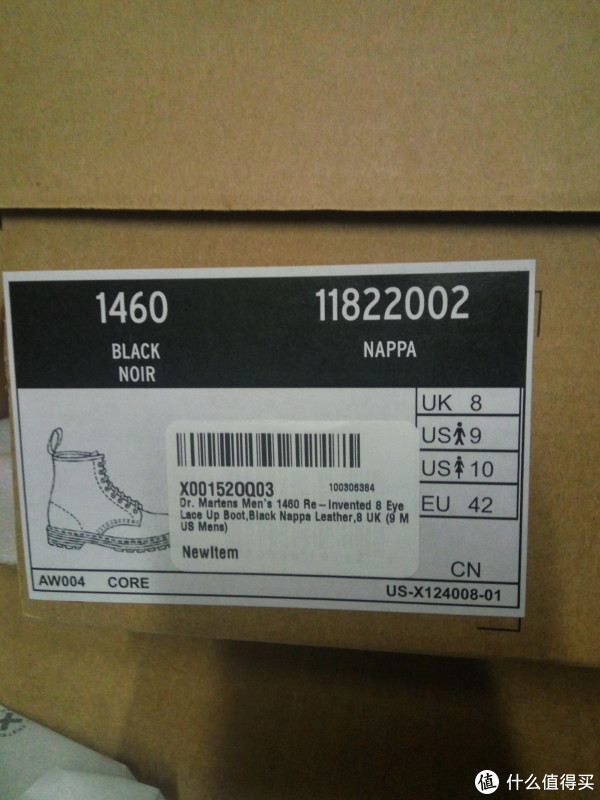 1460
11822002
BLACK
NOIR
NAPPA
UK 8
US 9
US 10
EU 42
X00152OQ03
100306384
Dr. Martens Men's 1460 Re-Invented 8 Eye
Lace Up Boot,Black Nappa Leather,8 UK (9 M
US Mens)
NewItem
CN
AW004 CORE
US-X124008-01
值 什么值得买